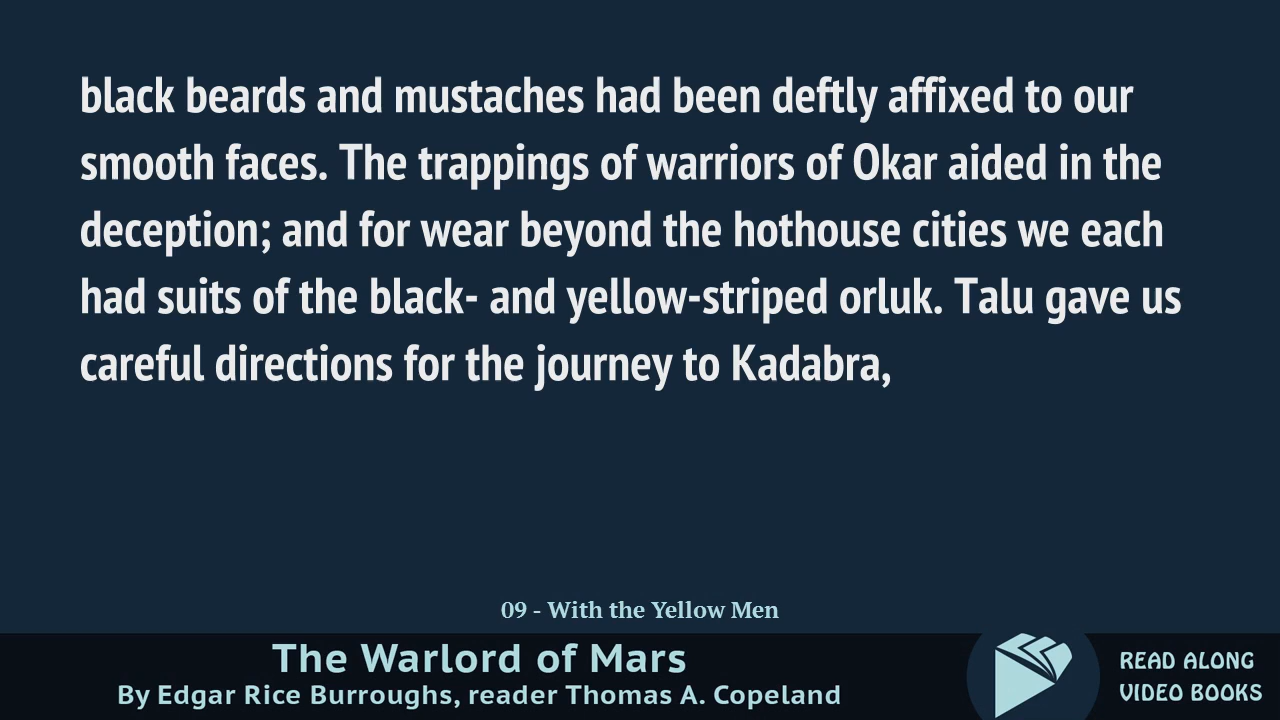 black beards and mustaches had been deftly affixed to our
smooth faces. The trappings of warriors of Okar aided in the
deception; and for wear beyond the hothouse cities we each
had suits of the black- and yellow-striped orluk. Talu gave us
careful directions for the journey to Kadabra,
09 - With the Yellow Men
The Warlord of Mars
By Edgar Rice Burroughs, reader Thomas A. Copeland
READ ALONG
VIDEO BOOKS